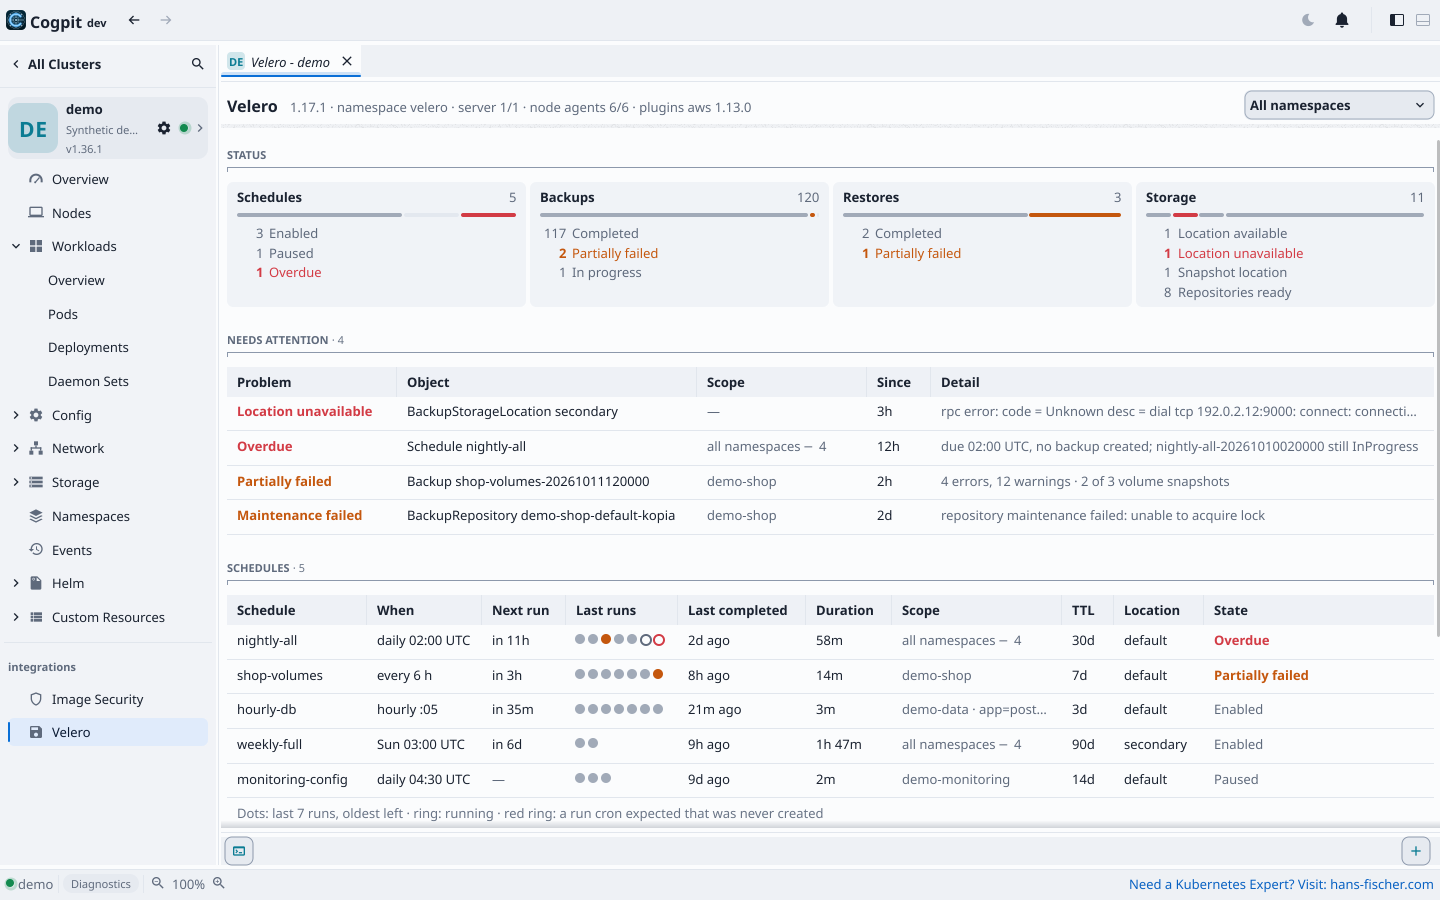 Cogpit dev
All Clusters
DE Velero - demo
DE
demo
Synthetic de...
v1.36.1
Overview
Nodes
Workloads
Overview
Pods
Deployments
Daemon Sets
Config
Network
Storage
Namespaces
Events
Helm
Custom Resources
integrations
Image Security
Velero
Velero 1.17.1 · namespace velero · server 1/1 · node agents 6/6 · plugins aws 1.13.0
All namespaces
STATUS
Schedules 5
3 Enabled
1 Paused
1 Overdue
Backups 120
117 Completed
2 Partially failed
1 In progress
Restores 3
2 Completed
1 Partially failed
Storage 11
1 Location available
1 Location unavailable
1 Snapshot location
8 Repositories ready
NEEDS ATTENTION · 4
Problem Object Scope Since Detail
Location unavailable BackupStorageLocation secondary — 3h rpc error: code = Unknown desc = dial tcp 192.0.2.12:9000: connect: connecti...
Overdue Schedule nightly-all all namespaces − 4 12h due 02:00 UTC, no backup created; nightly-all-20261010020000 still InProgress
Partially failed Backup shop-volumes-20261011120000 demo-shop 2h 4 errors, 12 warnings · 2 of 3 volume snapshots
Maintenance failed BackupRepository demo-shop-default-kopia demo-shop 2d repository maintenance failed: unable to acquire lock
SCHEDULES · 5
Schedule When Next run Last runs Last completed Duration Scope TTL Location State
nightly-all daily 02:00 UTC in 11h 2d ago 58m all namespaces − 4 30d default Overdue
shop-volumes every 6 h in 3h 8h ago 14m demo-shop 7d default Partially failed
hourly-db hourly :05 in 35m 21m ago 3m demo-data · app=post... 3d default Enabled
weekly-full Sun 03:00 UTC in 6d 9h ago 1h 47m all namespaces − 4 90d secondary Enabled
monitoring-config daily 04:30 UTC — 9d ago 2m demo-monitoring 14d default Paused
Dots: last 7 runs, oldest left · ring: running · red ring: a run cron expected that was never created
demo Diagnostics 100% Need a Kubernetes Expert? Visit: hans-fischer.com